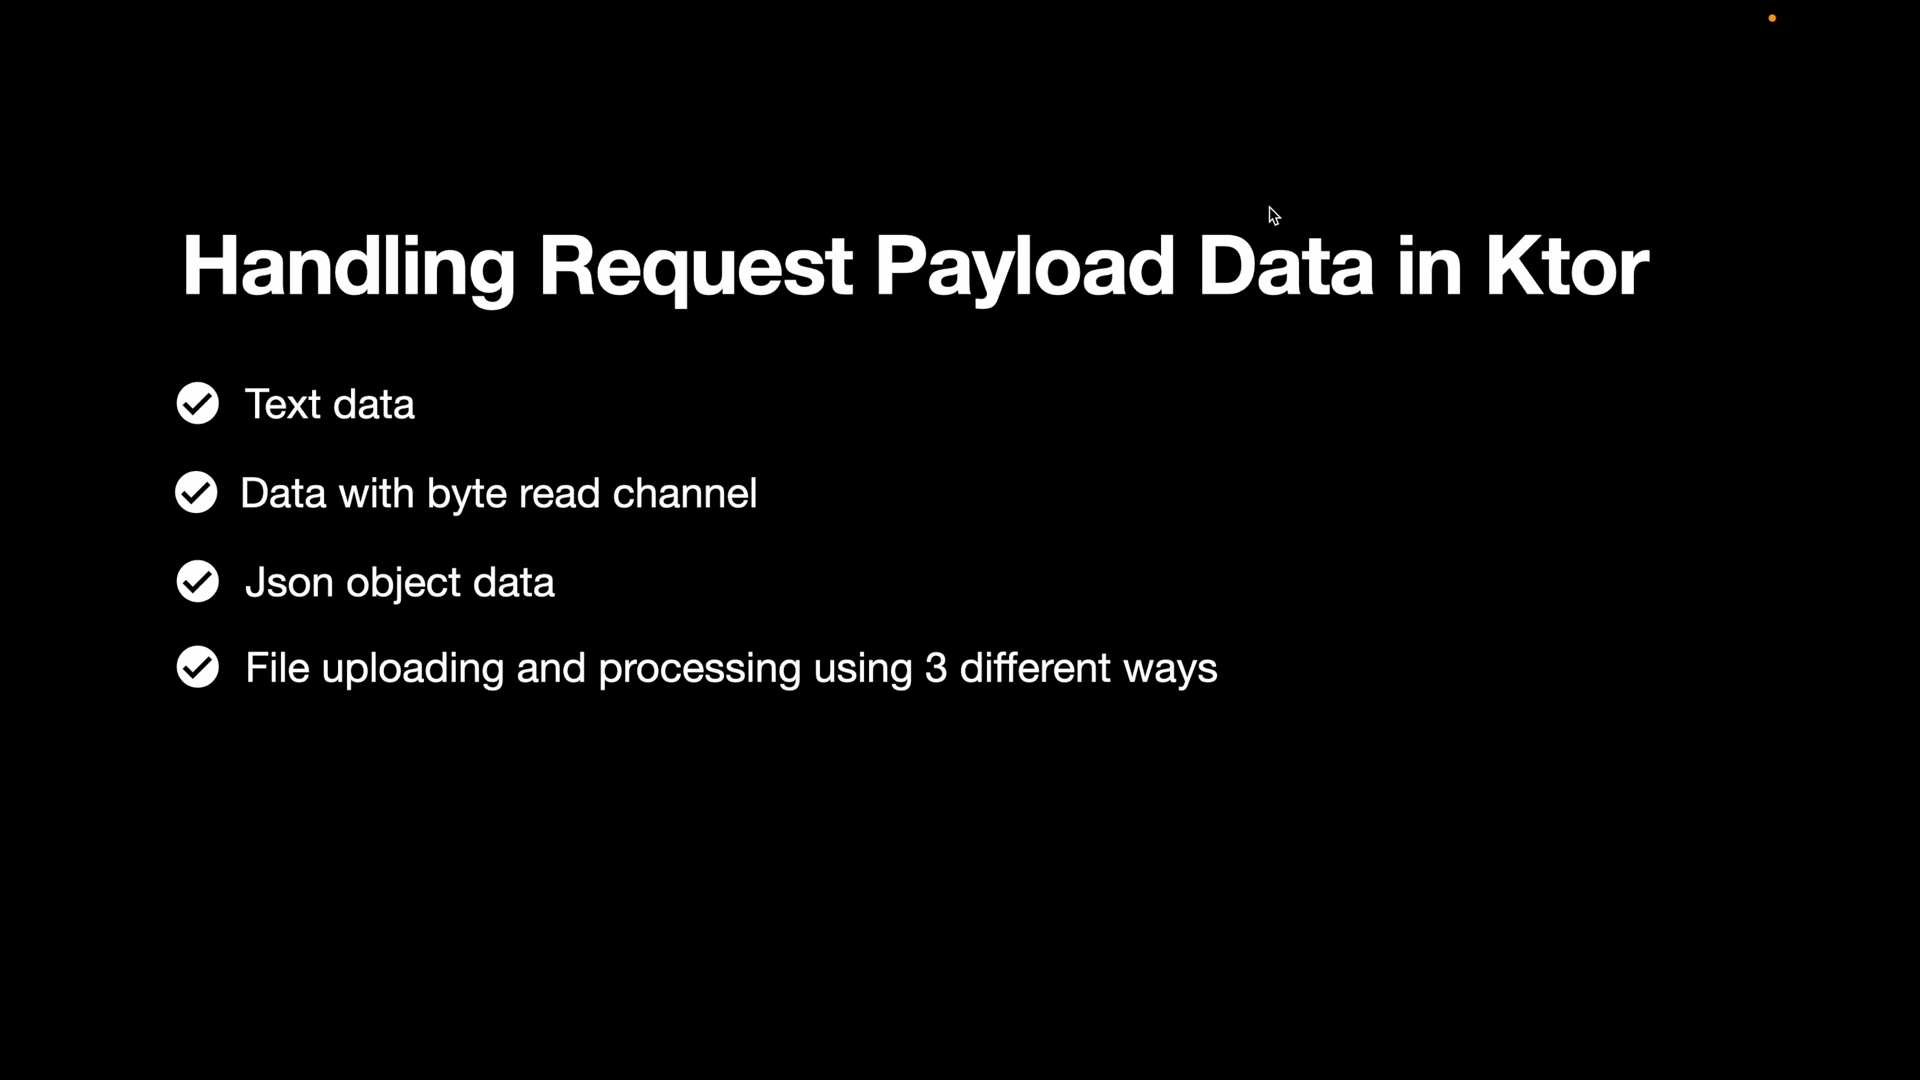 Handling Request Payload Data in Ktor
Text data
Data with byte read channel
Json object data
File uploading and processing using 3 different ways